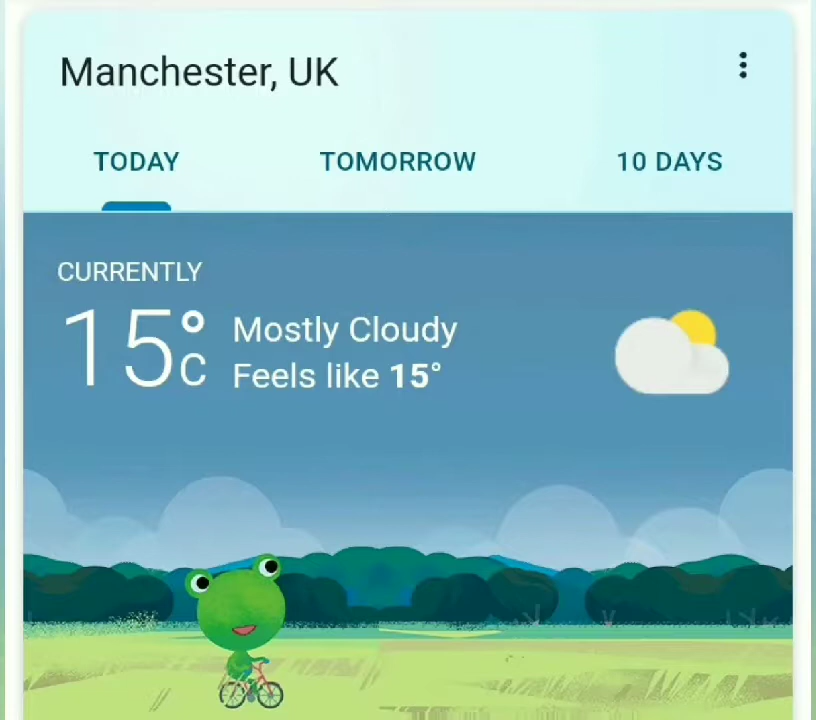 Manchester, UK
TODAY TOMORROW 10 DAYS
CURRENTLY
15°C
Mostly Cloudy
Feels like 15°